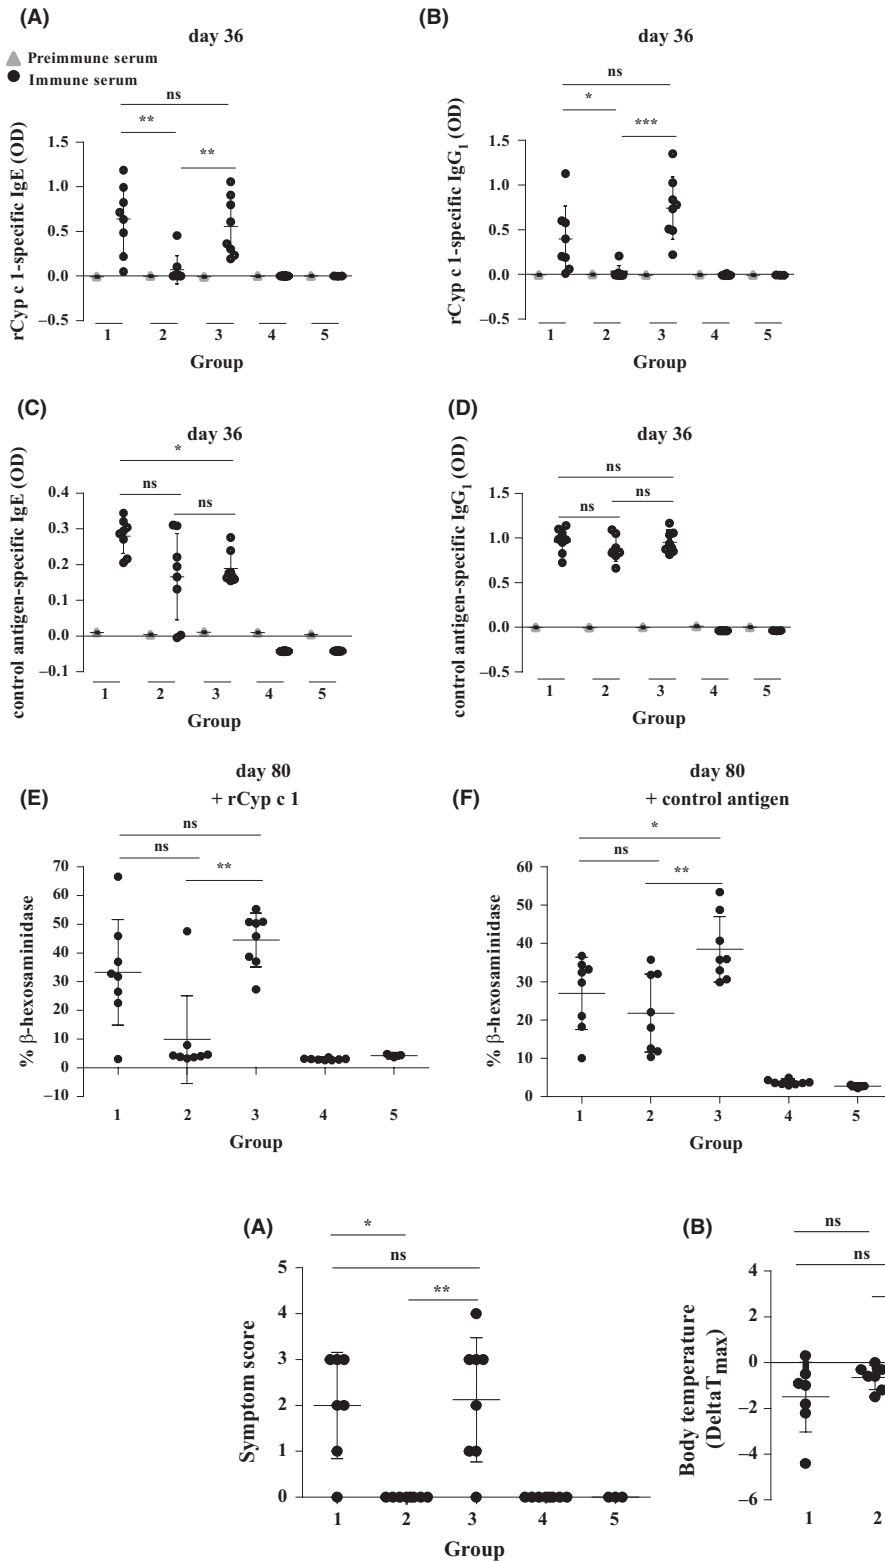 (A)
day 36
Preimmune serum
Immune serum
ns
**
**
rCyp c 1-specific IgE (OD)
1.5
1.0
0.5
0.0
–0.5
1 2 3 4 5
Group
(B)
day 36
ns
*
***
rCyp c 1-specific IgG1 (OD)
1.5
1.0
0.5
0.0
–0.5
1 2 3 4 5
Group
(C)
day 36
*
ns
ns
control antigen-specific IgE (OD)
0.4
0.3
0.2
0.1
0.0
–0.1
1 2 3 4 5
Group
(D)
day 36
ns
ns
ns
control antigen-specific IgG1 (OD)
1.5
1.0
0.5
0.0
–0.5
1 2 3 4 5
Group
(E)
day 80
+ rCyp c 1
ns
ns
**
% β-hexosaminidase
70
60
50
40
30
20
10
0
–10
1 2 3 4 5
Group
(F)
day 80
+ control antigen
*
ns
**
% β-hexosaminidase
60
50
40
30
20
10
0
1 2 3 4 5
Group
(A)
*
ns
**
Symptom score
5
4
3
2
1
0
1 2 3 4 5
Group
(B)
ns
ns
Body temperature
(DeltaTmax)
4
2
0
–2
–4
–6
1 2